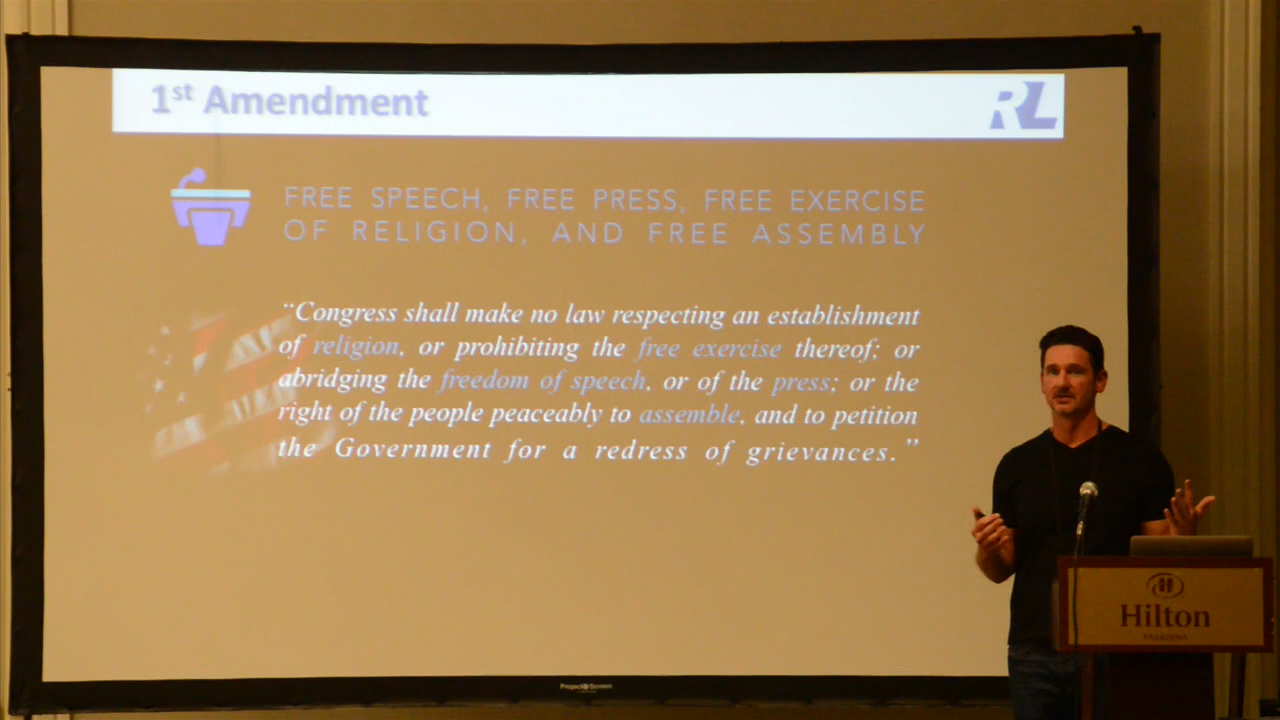 1st Amendment
RL
FREE SPEECH, FREE PRESS, FREE EXERCISE
OF RELIGION, AND FREE ASSEMBLY
“Congress shall make no law respecting an establishment
of religion, or prohibiting the free exercise thereof; or
abridging the freedom of speech, or of the press; or the
right of the people peaceably to assemble, and to petition
the Government for a redress of grievances.”
H
Hilton
PASADENA
Project Screen